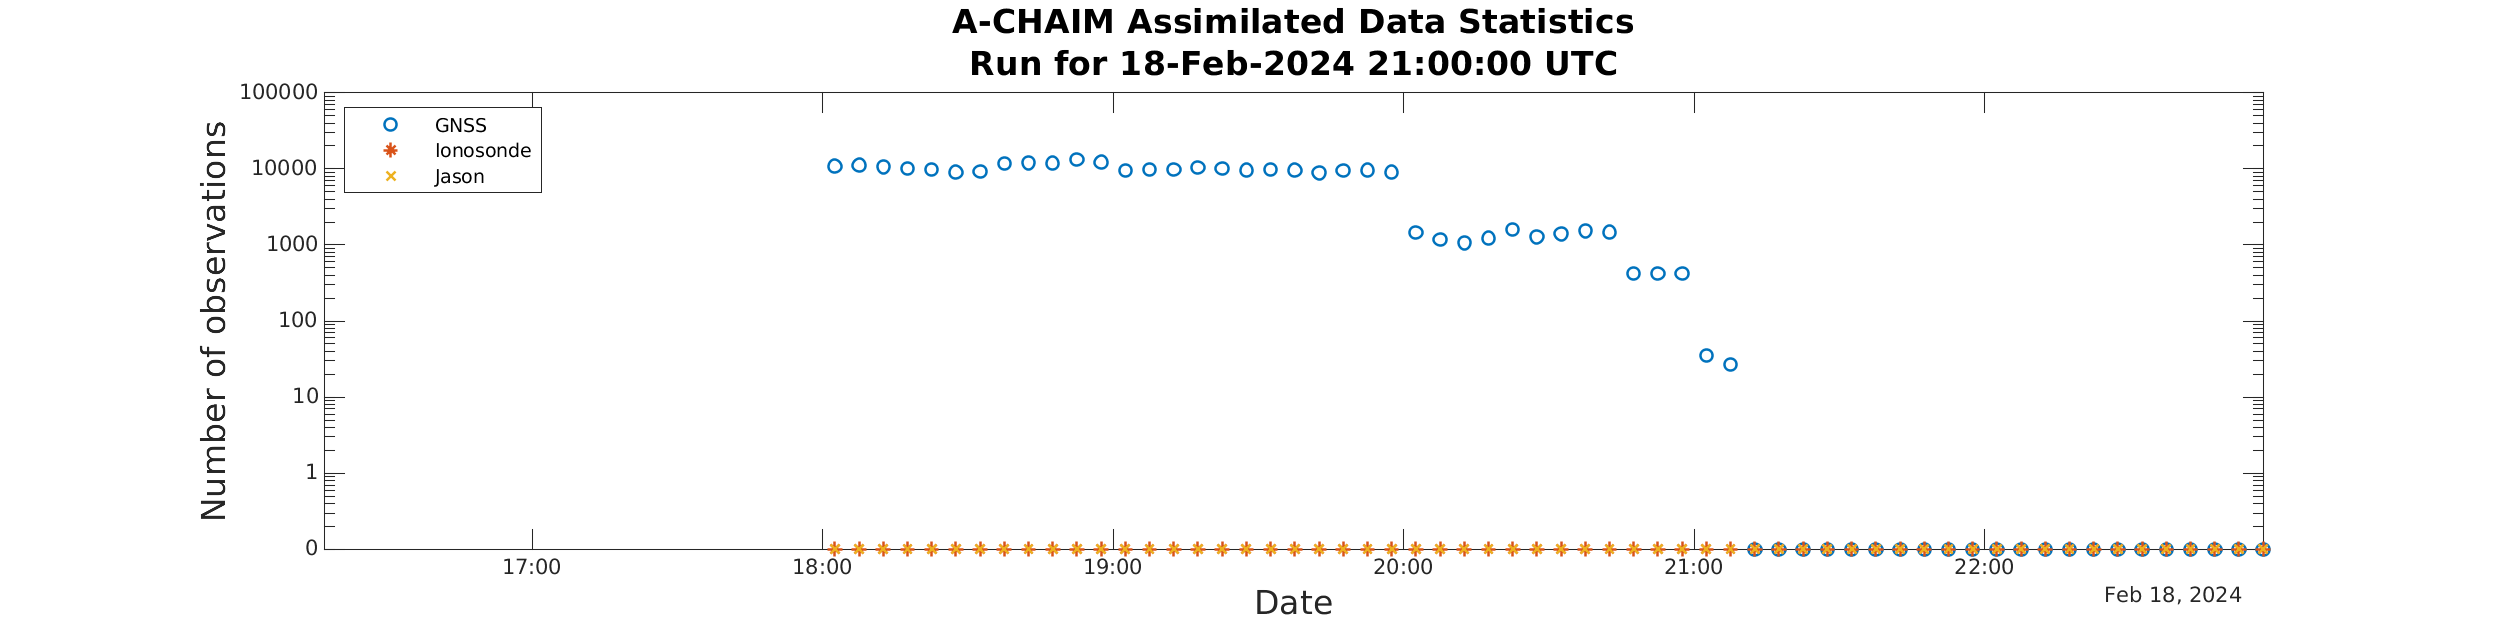 A-CHAIM Assimilated Data Statistics
Run for 18-Feb-2024 21:00:00 UTC
100000
10000
1000
100
10
1
0
Number of observations
GNSS
Ionosonde
Jason
17:00 18:00 19:00 20:00 21:00 22:00
Date
Feb 18, 2024